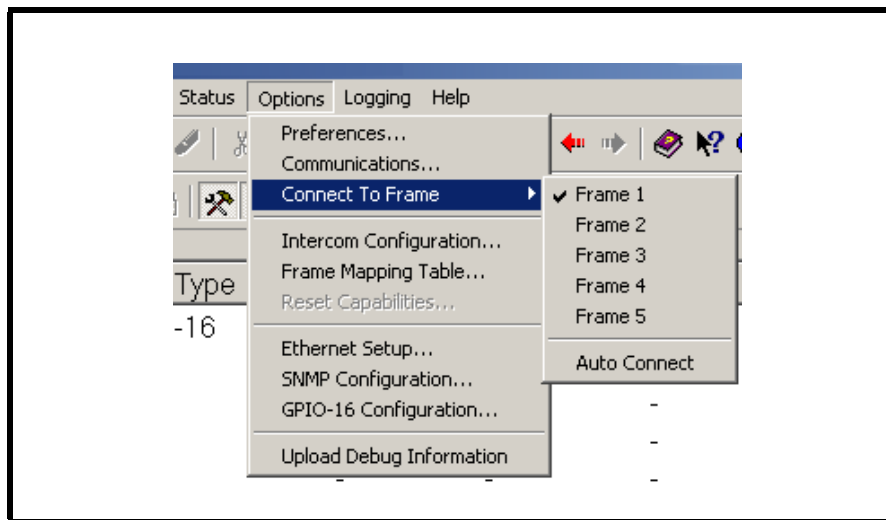 Status Options Logging Help
Preferences...
Communications...
Connect To Frame
Intercom Configuration...
Frame Mapping Table...
Reset Capabilities...
Ethernet Setup...
SNMP Configuration...
GPIO-16 Configuration...
Upload Debug Information
Frame 1
Frame 2
Frame 3
Frame 4
Frame 5
Auto Connect
Type
-16
-
-
- - -